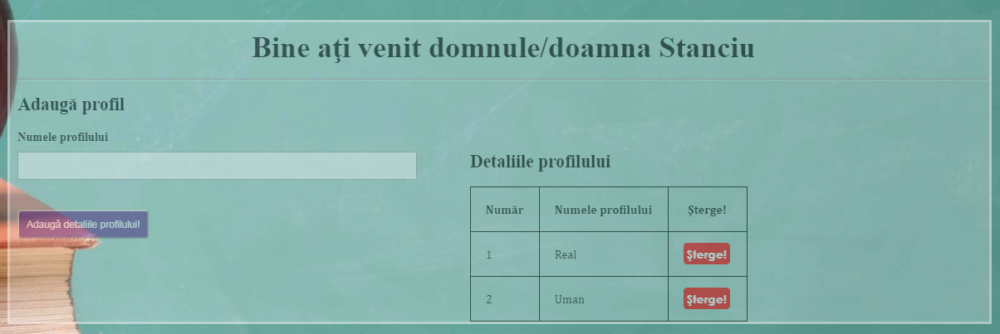 Bine aţi venit domnule/doamna Stanciu
Adaugă profil
Numele profilului
Adaugă detaliile profilului!
Detaliile profilului
Număr Numele profilului Şterge!
1 Real Şterge!
2 Uman Şterge!